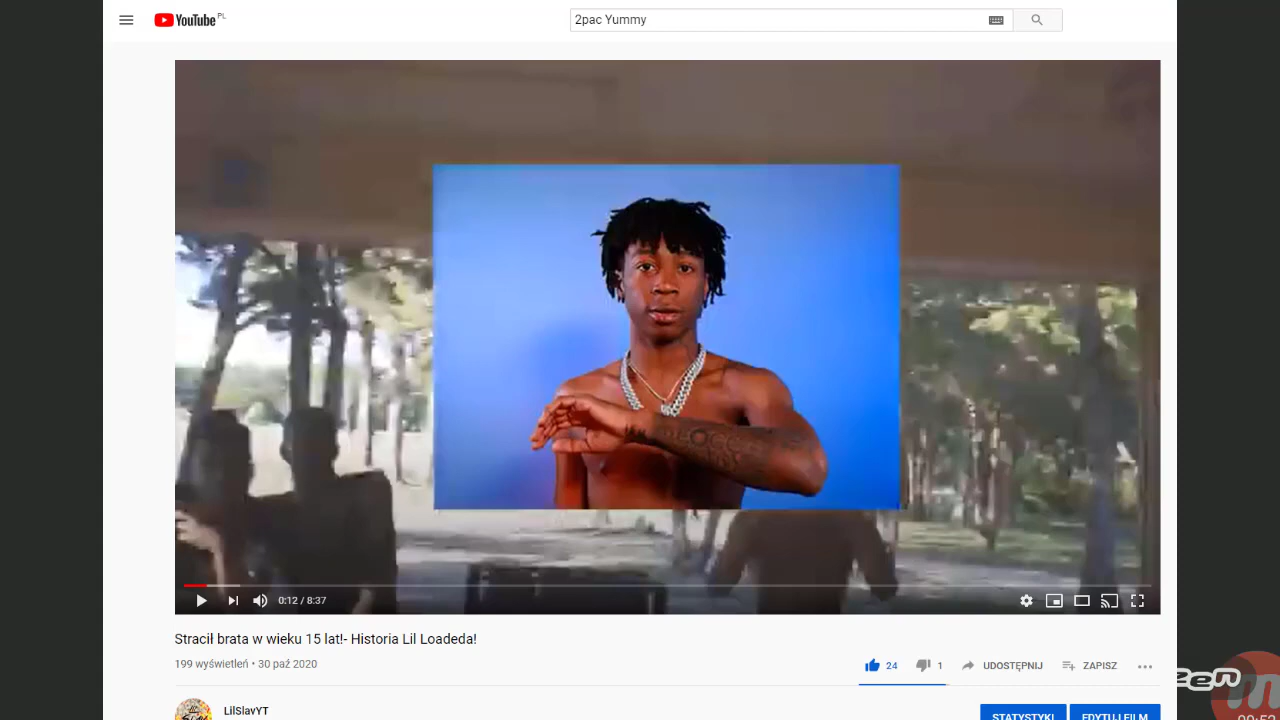 YouTube PL
2pac Yummy
0:12 / 8:37
Stracił brata w wieku 15 lat!- Historia Lil Loadeda!
199 wyświetleń • 30 paź 2020
24
1
UDOSTĘPNIJ
ZAPISZ
LilSlavYT
STATYSTYKI
EDYTUJ FILM